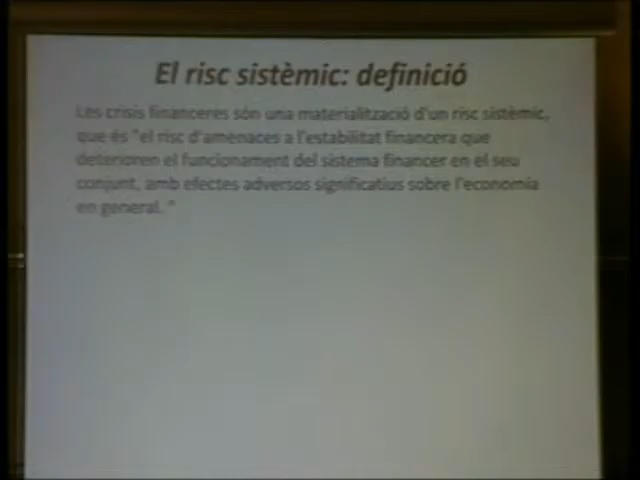 El risc sistèmic: definició
Les crisis financeres són una materialització d'un risc sistèmic,
que és "el risc d'amenaces a l'estabilitat financera que
deterioren el funcionament del sistema financer en el seu
conjunt, amb efectes adversos significatius sobre l'economia
en general. "